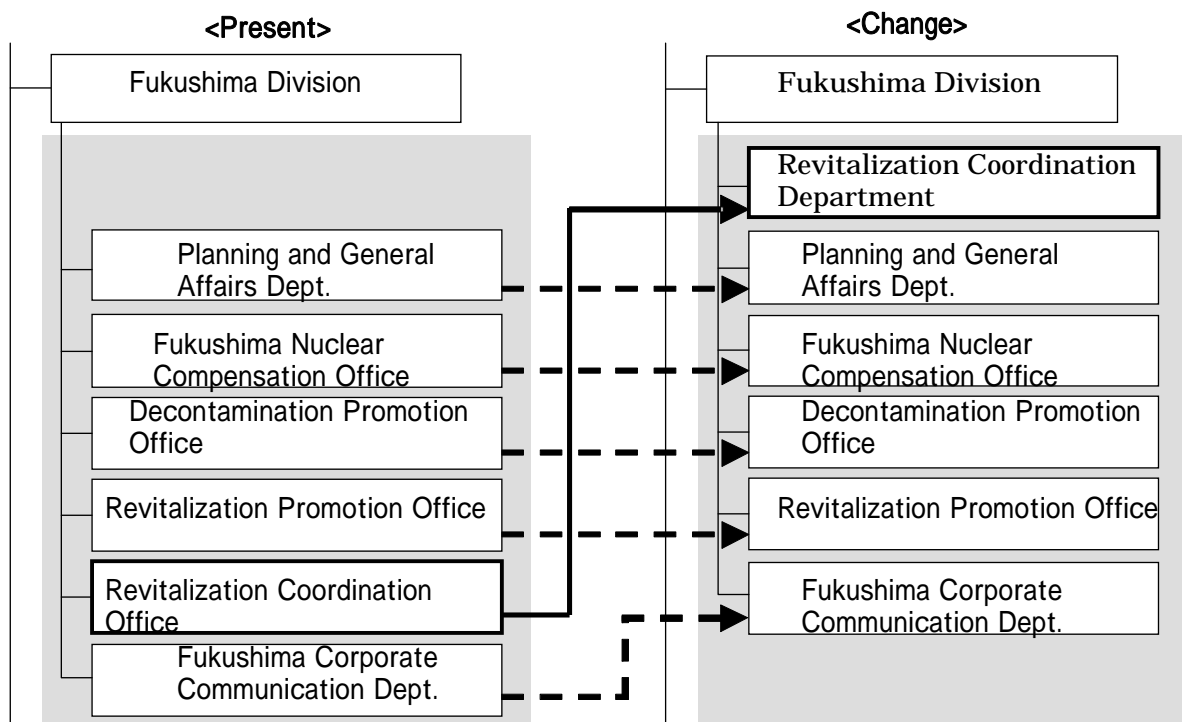 <Present>
Fukushima Division
Planning and General
Affairs Dept.
Fukushima Nuclear
Compensation Office
Decontamination Promotion
Office
Revitalization Promotion Office
Revitalization Coordination
Office
Fukushima Corporate
Communication Dept.
<Change>
Fukushima Division
Revitalization Coordination
Department
Planning and General
Affairs Dept.
Fukushima Nuclear
Compensation Office
Decontamination Promotion
Office
Revitalization Promotion Office
Fukushima Corporate
Communication Dept.